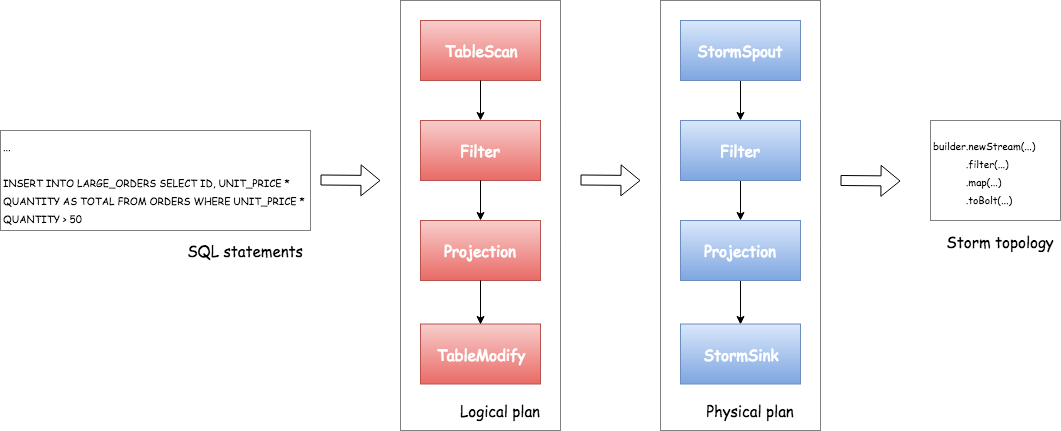 ...
INSERT INTO LARGE_ORDERS SELECT ID, UNIT_PRICE *
QUANTITY AS TOTAL FROM ORDERS WHERE UNIT_PRICE *
QUANTITY > 50
SQL statements
TableScan
Filter
Projection
TableModify
Logical plan
StormSpout
Filter
Projection
StormSink
Physical plan
builder.newStream(...)
.filter(...)
.map(...)
.toBolt(...)
Storm topology